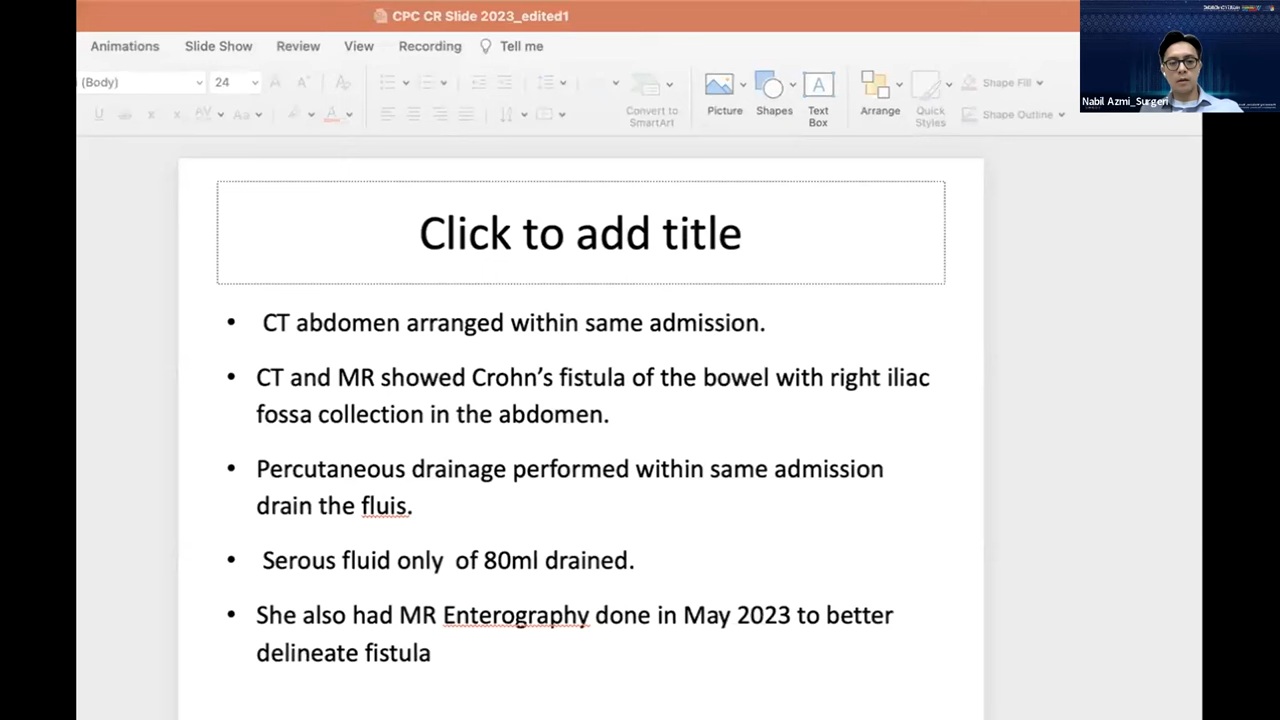 CPC CR Slide 2023_edited1
Animations Slide Show Review View Recording Tell me
(Body) 24
Convert to
SmartArt
Picture
Shapes
Text
Box
Arrange
Quick
Styles
Shape Fill
Shape Outline
Nabil Azmi_Surgeri
Click to add title
• CT abdomen arranged within same admission.
• CT and MR showed Crohn’s fistula of the bowel with right iliac
fossa collection in the abdomen.
• Percutaneous drainage performed within same admission
drain the fluis.
• Serous fluid only of 80ml drained.
• She also had MR Enterography done in May 2023 to better
delineate fistula